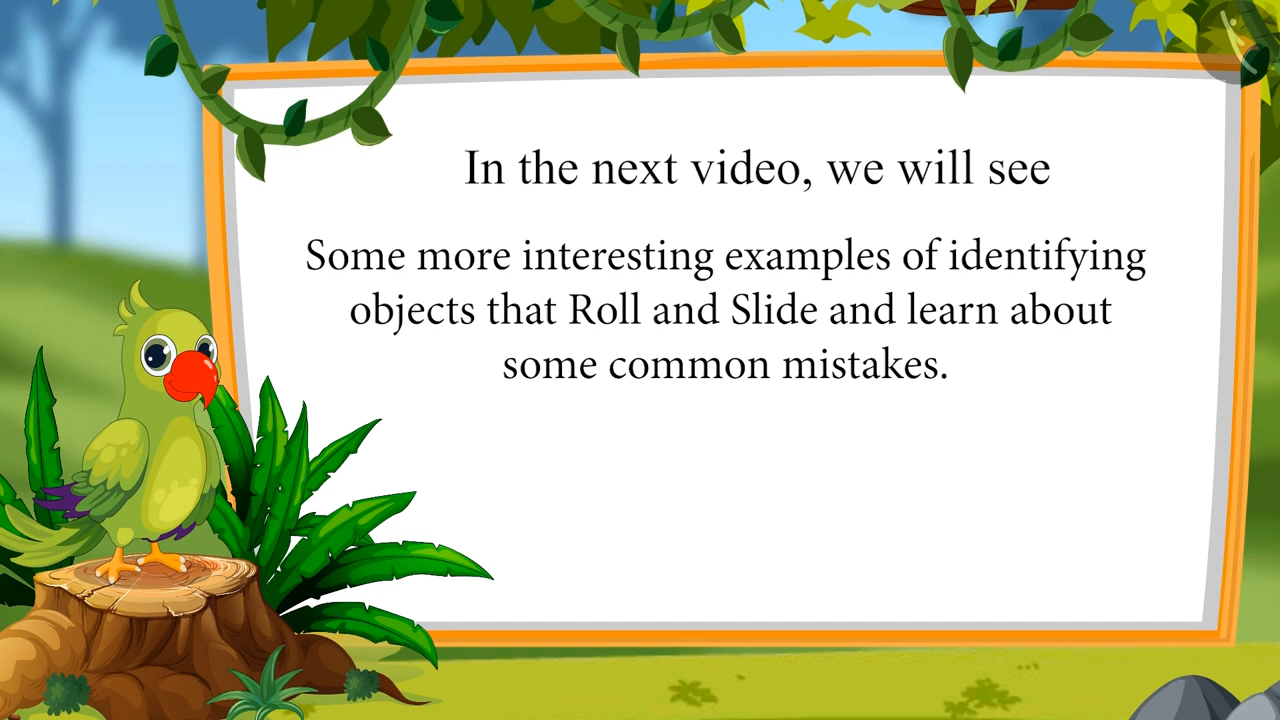 In the next video, we will see
Some more interesting examples of identifying
objects that Roll and Slide and learn about
some common mistakes.